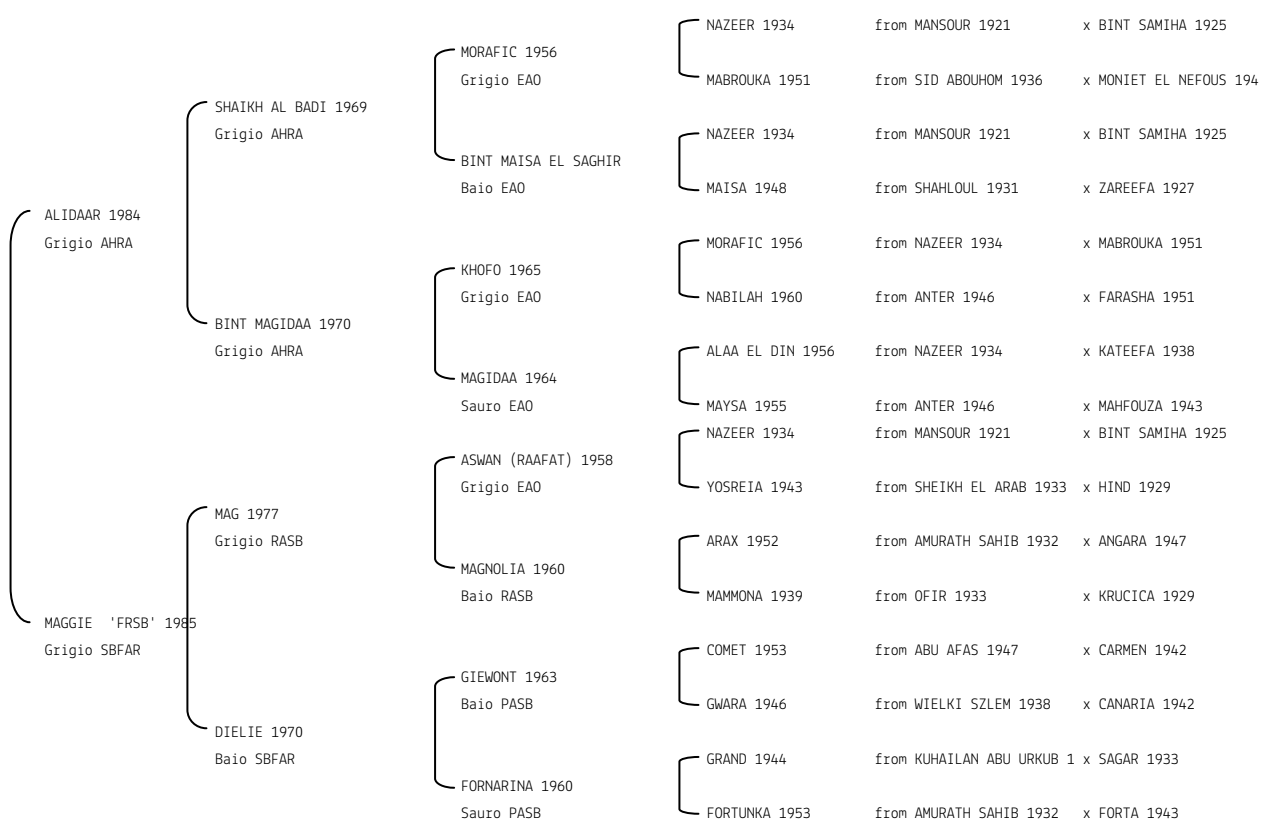 NAZEER 1934 from MANSOUR 1921 x BINT SAMIHA 1925
MORAFIC 1956
Grigio EAO
MABROUKA 1951 from SID ABOUHOM 1936 x MONIET EL NEFOUS 194
SHAIKH AL BADI 1969
Grigio AHRA
NAZEER 1934 from MANSOUR 1921 x BINT SAMIHA 1925
BINT MAISA EL SAGHIR
Baio EAO
MAISA 1948 from SHAHLOUL 1931 x ZAREEFA 1927
ALIDAAR 1984
Grigio AHRA
MORAFIC 1956 from NAZEER 1934 x MABROUKA 1951
KHOFO 1965
Grigio EAO
NABILAH 1960 from ANTER 1946 x FARASHA 1951
BINT MAGIDAA 1970
Grigio AHRA
ALAA EL DIN 1956 from NAZEER 1934 x KATEEFA 1938
MAGIDAA 1964
Sauro EAO
MAYSA 1955 from ANTER 1946 x MAHFOUZA 1943
NAZEER 1934 from MANSOUR 1921 x BINT SAMIHA 1925
ASWAN (RAAFAT) 1958
Grigio EAO
YOSREIA 1943 from SHEIKH EL ARAB 1933 x HIND 1929
MAG 1977
Grigio RASB
ARAX 1952 from AMURATH SAHIB 1932 x ANGARA 1947
MAGNOLIA 1960
Baio RASB
MAMMONA 1939 from OFIR 1933 x KRUCICA 1929
MAGGIE 'FRSB' 1985
Grigio SBFAR
COMET 1953 from ABU AFAS 1947 x CARMEN 1942
GIEWONT 1963
Baio PASB
GWARA 1946 from WIELKI SZLEM 1938 x CANARIA 1942
DIELIE 1970
Baio SBFAR
GRAND 1944 from KUHAILAN ABU URKUB 1 x SAGAR 1933
FORNARINA 1960
Sauro PASB
FORTUNKA 1953 from AMURATH SAHIB 1932 x FORTA 1943